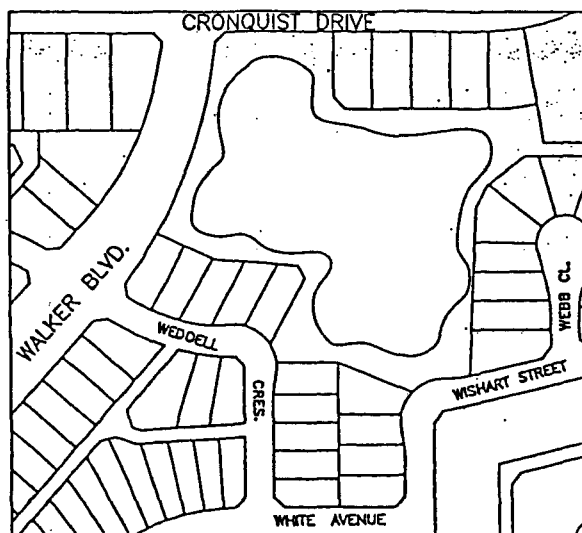 CRONQUIST DRIVE
WALKER BLVD.
WEDDELL
CRES.
WEBB CL.
WISHART STREET
WHITE AVENUE